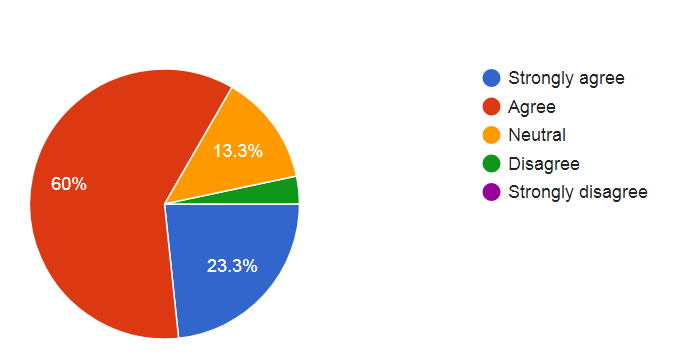 Strongly agree
Agree
Neutral
Disagree
Strongly disagree
13.3%
60%
23.3%